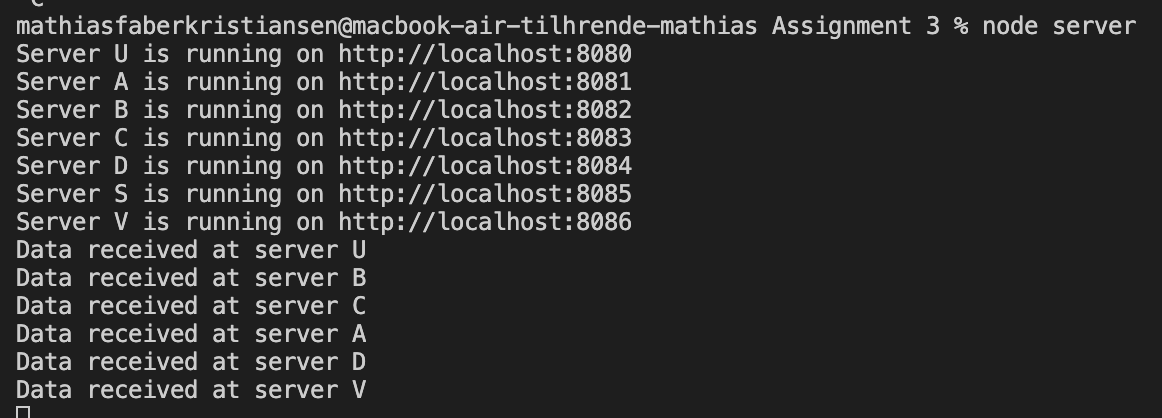 mathiasfaberkristiansen@macbook-air-tilhrende-mathias Assignment 3 % node server
Server U is running on http://localhost:8080
Server A is running on http://localhost:8081
Server B is running on http://localhost:8082
Server C is running on http://localhost:8083
Server D is running on http://localhost:8084
Server S is running on http://localhost:8085
Server V is running on http://localhost:8086
Data received at server U
Data received at server B
Data received at server C
Data received at server A
Data received at server D
Data received at server V